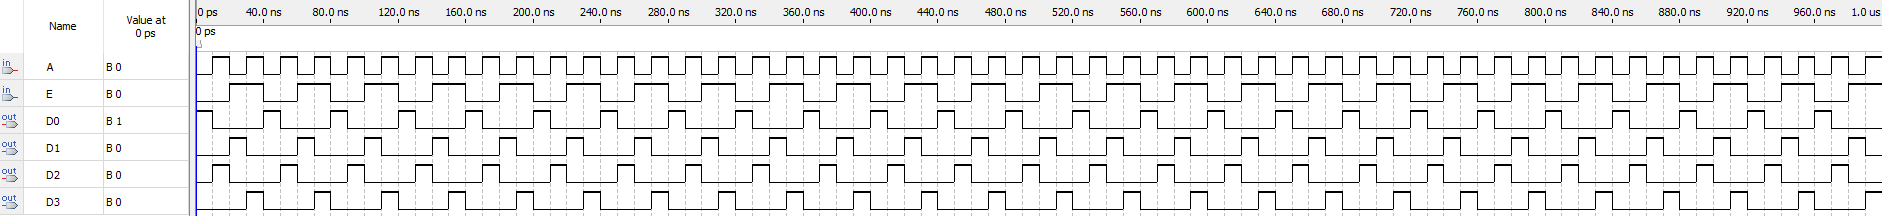 Name
Value at
0 ps
0 ps 40.0 ns 80.0 ns 120.0 ns 160.0 ns 200.0 ns 240.0 ns 280.0 ns 320.0 ns 360.0 ns 400.0 ns 440.0 ns 480.0 ns 520.0 ns 560.0 ns 600.0 ns 640.0 ns 680.0 ns 720.0 ns 760.0 ns 800.0 ns 840.0 ns 880.0 ns 920.0 ns 960.0 ns 1.0 us
0 ps
in A B 0
in E B 0
out D0 B 1
out D1 B 0
out D2 B 0
out D3 B 0